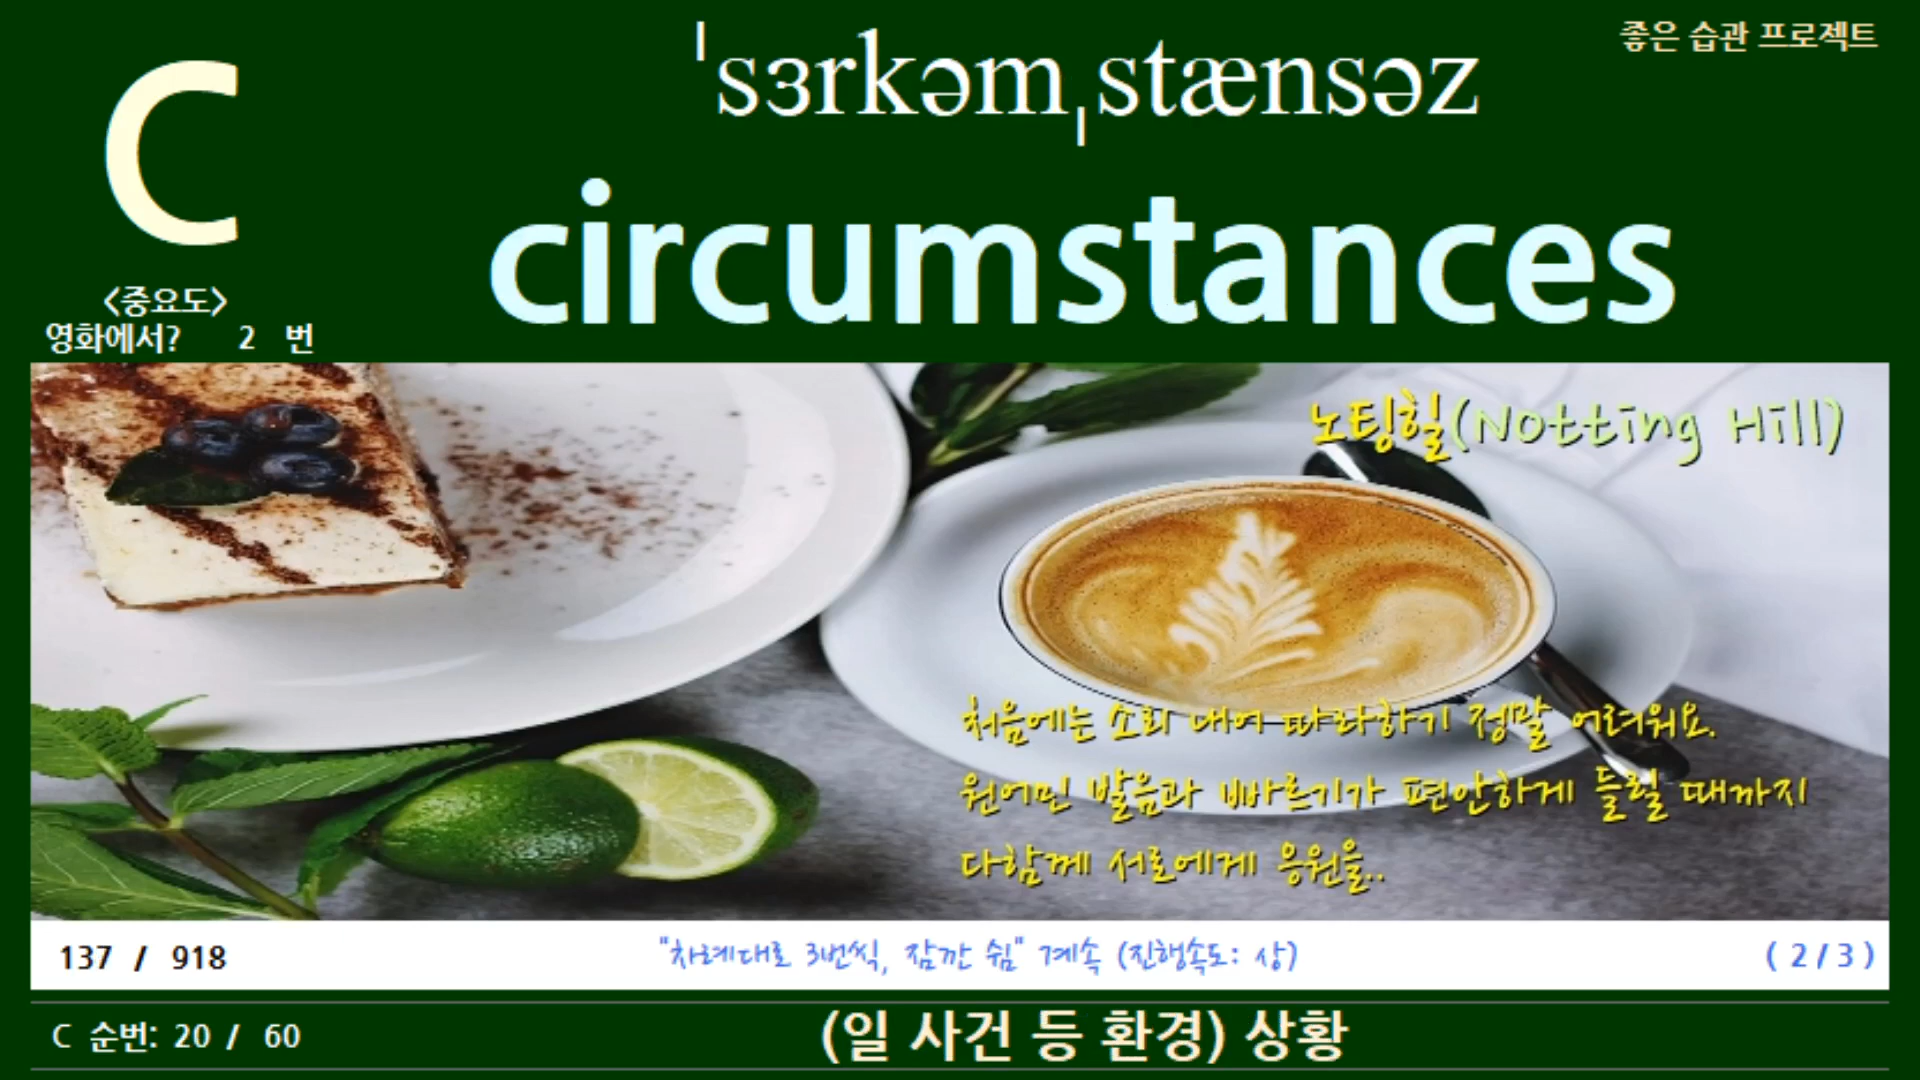 C
ˈsɜrkəmˌstænsəz
좋은 습관 프로젝트
circumstances
<중요도>
영화에서? 2 번
노팅힐(Notting Hill)
처음에는 소리 내어 따라하기 정말 어려워요.
원어민 발음과 빠르기가 편안하게 들릴 때까지
다함께 서로에게 응원을..
137 / 918
"차례대로 3번씩, 잠깐 쉼" 계속 (진행속도: 상)
( 2 / 3 )
C 순번: 20 / 60
(일 사건 등 환경) 상황